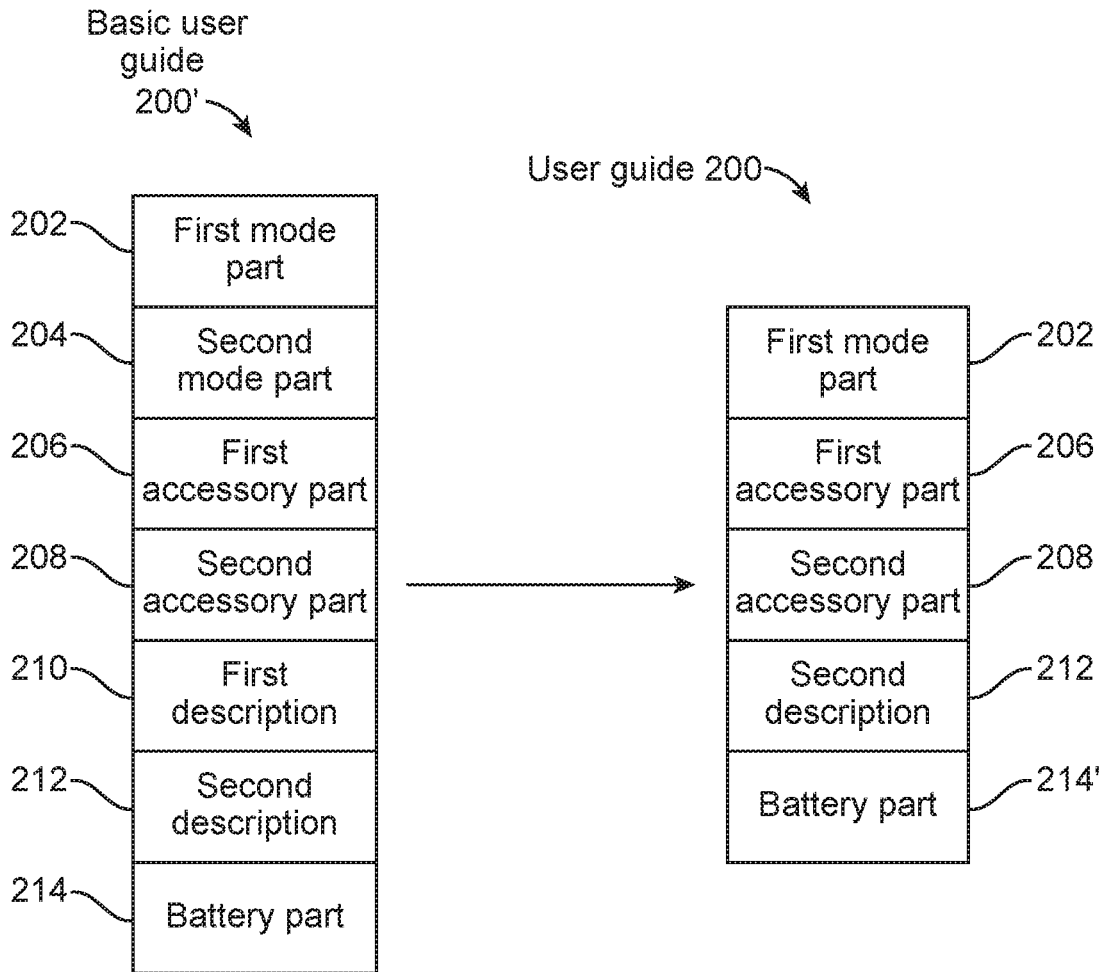 Basic user
guide
200'
User guide 200
202
First mode
part
204
Second
mode part
206
First
accessory part
208
Second
accessory part
210
First
description
212
Second
description
214
Battery part
First mode
part
202
First
accessory part
206
Second
accessory part
208
Second
description
212
Battery part
214'